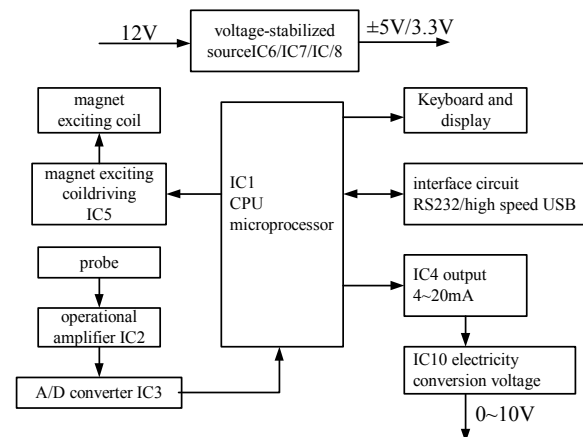 12V
voltage-stabilized
sourceIC6/IC7/IC/8
±5V/3.3V
magnet
exciting coil
magnet exciting
coildriving
IC5
probe
operational
amplifier IC2
A/D converter IC3
IC1
CPU
microprocessor
Keyboard and
display
interface circuit
RS232/high speed USB
IC4 output
4~20mA
IC10 electricity
conversion voltage
0~10V